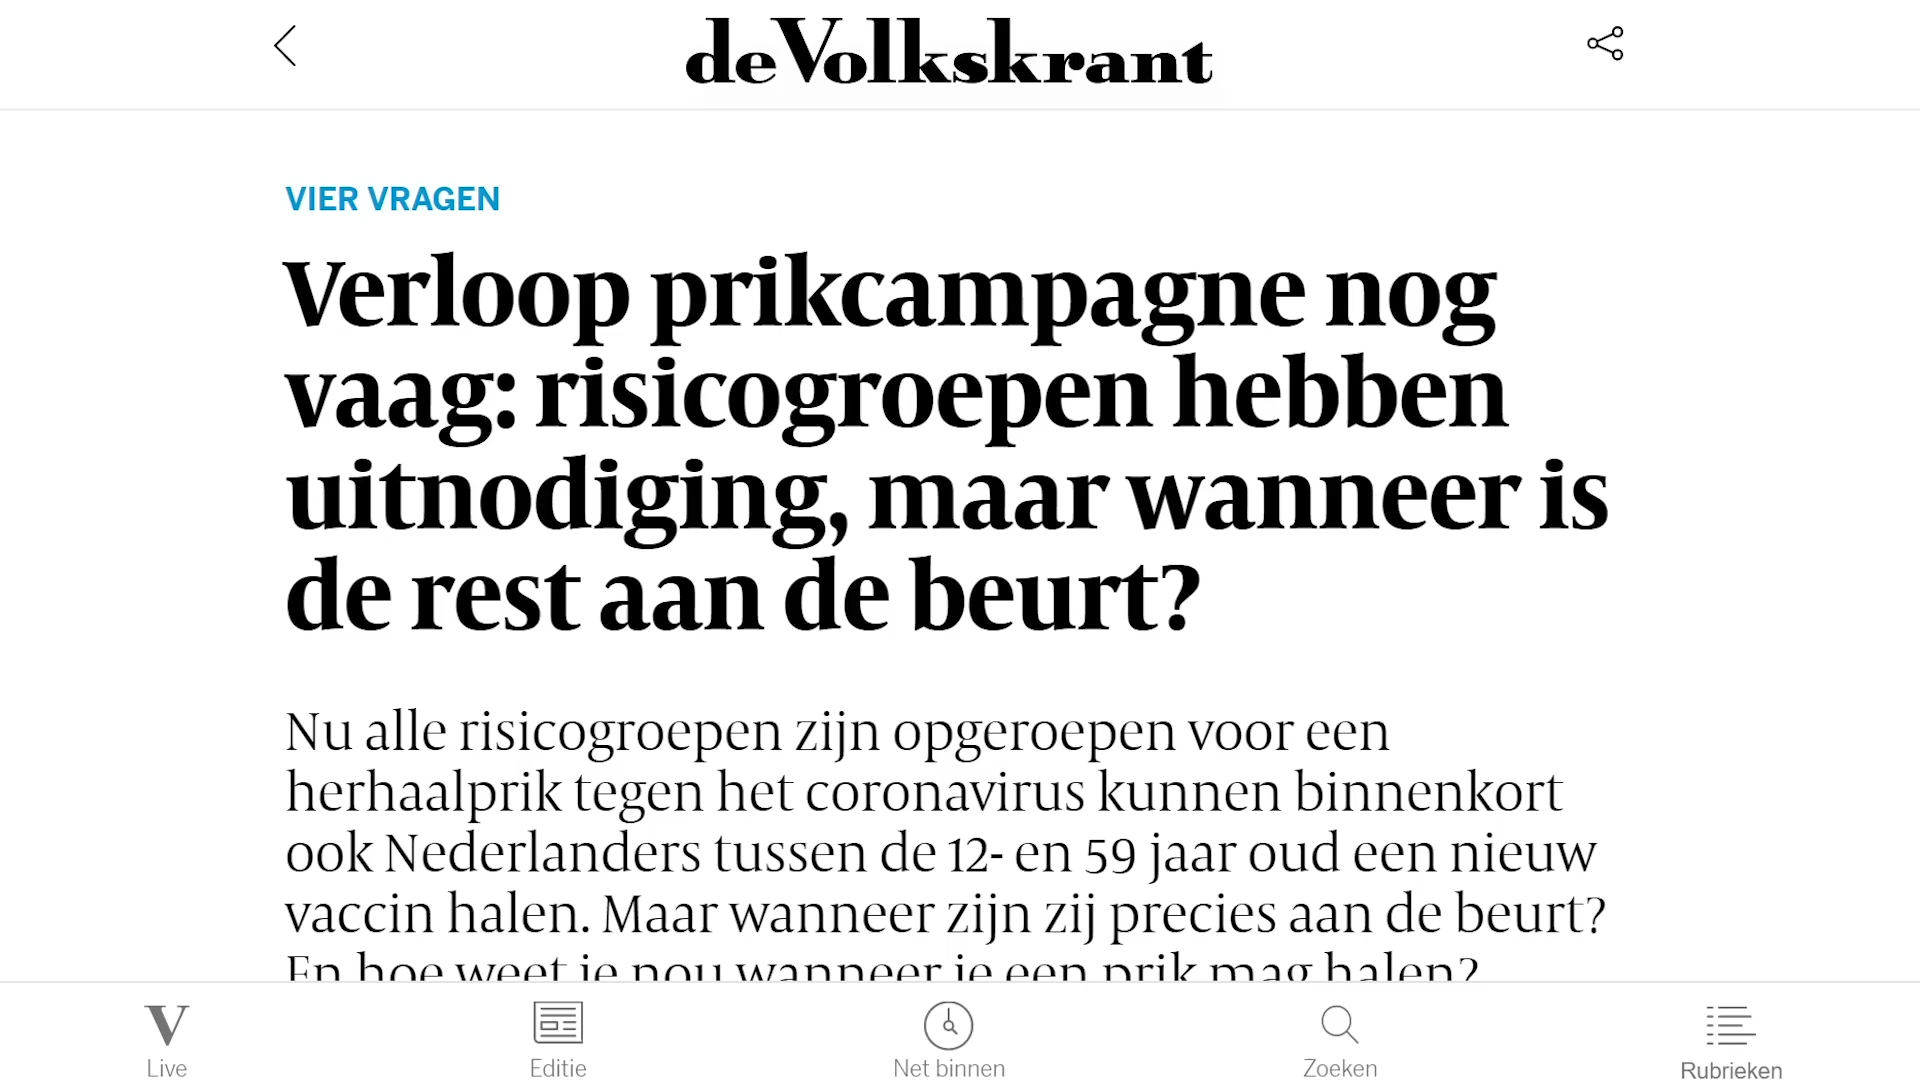 de Volkskrant
VIER VRAGEN
Verloop prikcampagne nog
vaag: risicogroepen hebben
uitnodiging, maar wanneer is
de rest aan de beurt?
Nu alle risicogroepen zijn opgeroepen voor een
herhaalprik tegen het coronavirus kunnen binnenkort
ook Nederlanders tussen de 12- en 59 jaar oud een nieuw
vaccin halen. Maar wanneer zijn zij precies aan de beurt?
En hoe weet je nou wanneer je een prik mag halen?
V
Live
Editie
Net binnen
Zoeken
Rubrieken